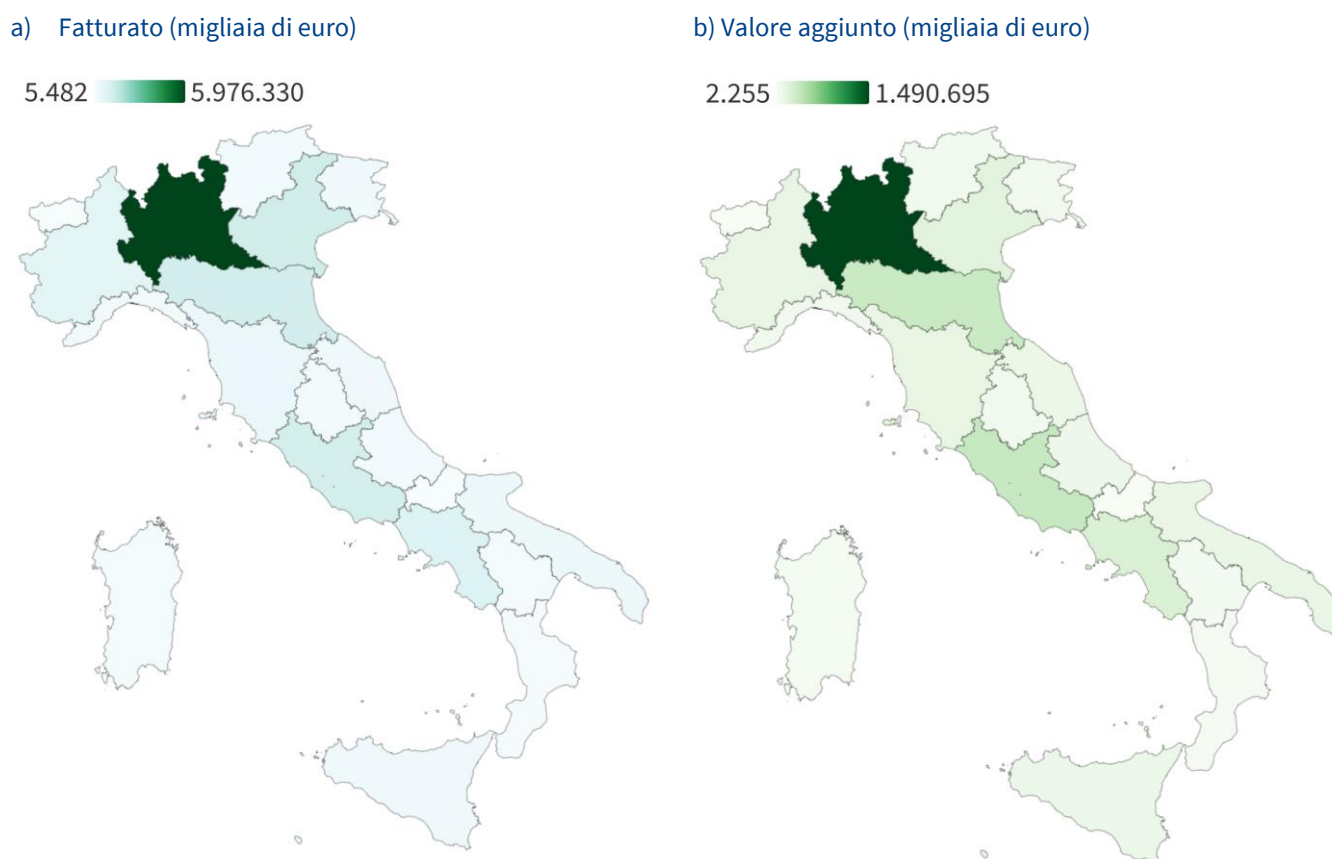 a) Fatturato (migliaia di euro)
b) Valore aggiunto (migliaia di euro)
5.482 5.976.330
2.255 1.490.695